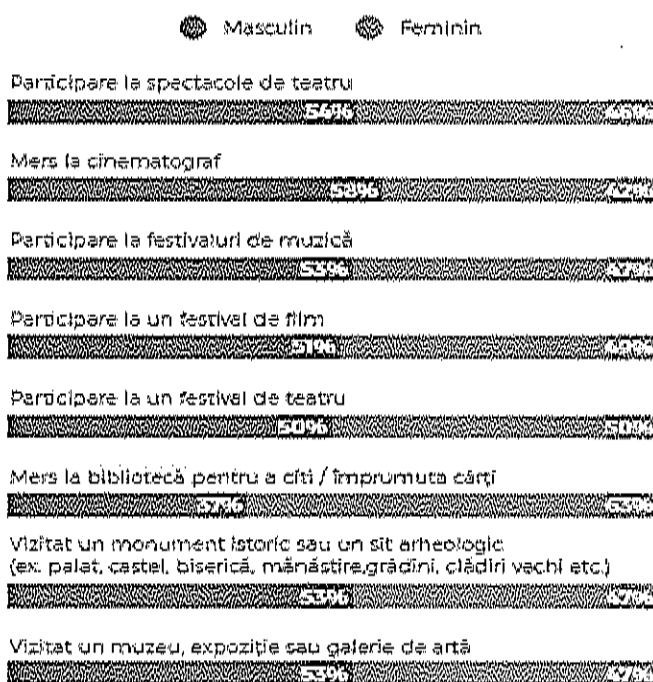 Masculin Feminin
Participare la spectacole de teatru
54% 46%
Mers la cinematograf
58% 42%
Participare la festivaluri de muzică
53% 47%
Participare la un festival de film
51% 49%
Participare la un festival de teatru
50% 50%
Mers la bibliotecă pentru a citi / împrumuta cărți
37% 63%
Vizitat un monument istoric sau un sit arheologic
(ex. palat, castel, biserică, mănăstire,grădini, clădiri vechi etc.)
53% 47%
Vizitat un muzeu, expoziție sau galerie de artă
53% 47%